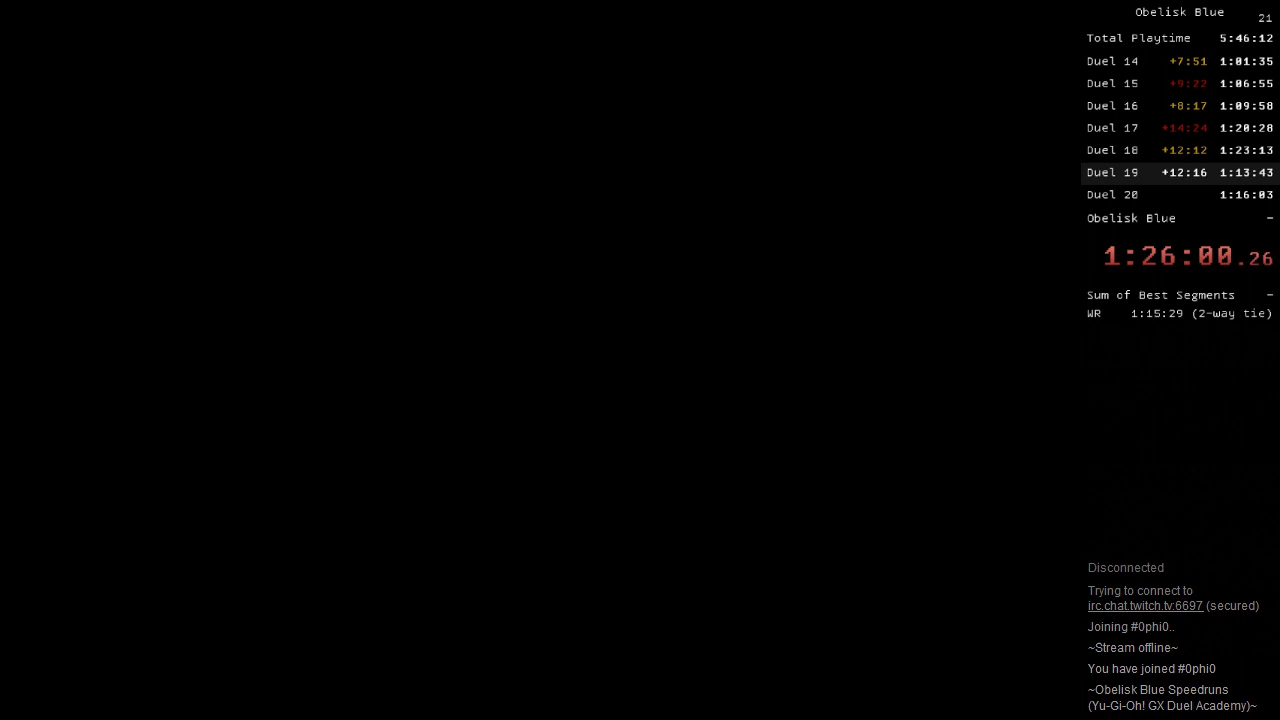 Obelisk Blue
21
Total Playtime 5:46:12
Duel 14 +7:51 1:01:35
Duel 15 +9:22 1:06:55
Duel 16 +8:17 1:09:58
Duel 17 +14:24 1:20:28
Duel 18 +12:12 1:23:13
Duel 19 +12:16 1:13:43
Duel 20 1:16:03
Obelisk Blue -
1:26:00.26
Sum of Best Segments -
WR 1:15:29 (2-way tie)
Disconnected
Trying to connect to
irc.chat.twitch.tv:6697 (secured)
Joining #0phi0..
~Stream offline~
You have joined #0phi0
~Obelisk Blue Speedruns
(Yu-Gi-Oh! GX Duel Academy)~